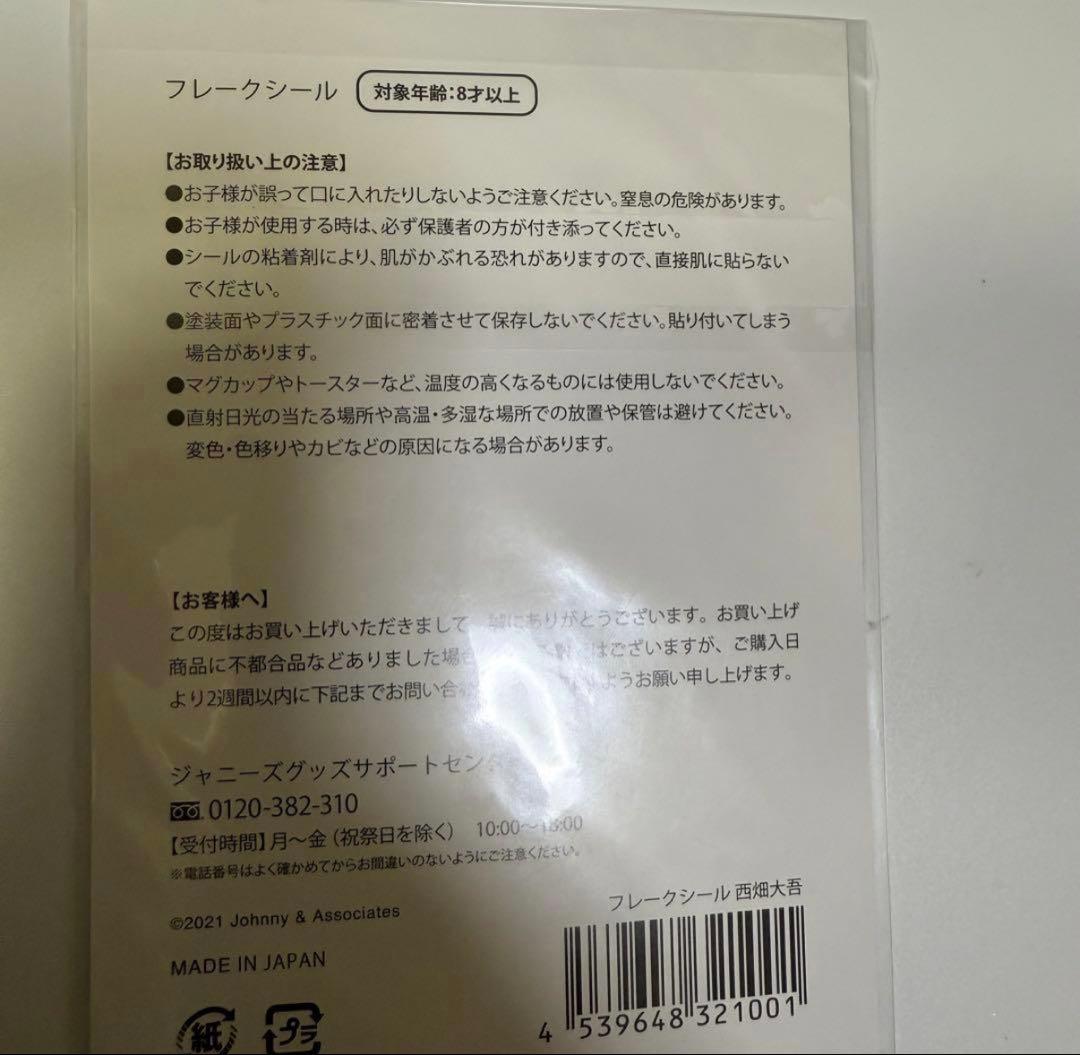 フレークシール 対象年齢:8才以上
【お取り扱い上の注意】
●お子様が誤って口に入れたりしないようご注意ください。窒息の危険があります。
●お子様が使用する時は、必ず保護者の方が付き添ってください。
●シールの粘着剤により、肌がかぶれる恐れがありますので、直接肌に貼らない
でください。
●塗装面やプラスチック面に密着させて保存しないでください。貼り付いてしまう
場合があります。
●マグカップやトースターなど、温度の高くなるものには使用しないでください。
●直射日光の当たる場所や高温・多湿な場所での放置や保管は避けてください。
変色・色移りやカビなどの原因になる場合があります。
【お客様へ】
この度はお買い上げいただきまして 誠にありがとうございます。お買い上げ
商品に不都合品などありました場合 はございますが、ご購入日
より2週間以内に下記までお問い合わ ようお願い申し上げます。
ジャニーズグッズサポートセン
0120-382-310
【受付時間】月～金(祝祭日を除く) 10:00～18:00
※電話番号はよく確かめてからお間違いのないようにご注意ください。
©2021 Johnny & Associates
フレークシール 西畑大吾
MADE IN JAPAN
紙 プラ
4 539648 321001